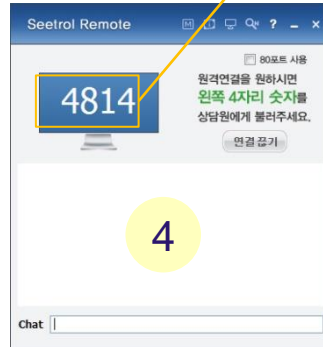 Seetrol Remote
80포트 사용
원격연결을 원하시면
왼쪽 4자리 숫자를
상담원에게 불러주세요.
4814
연결끊기
4
Chat